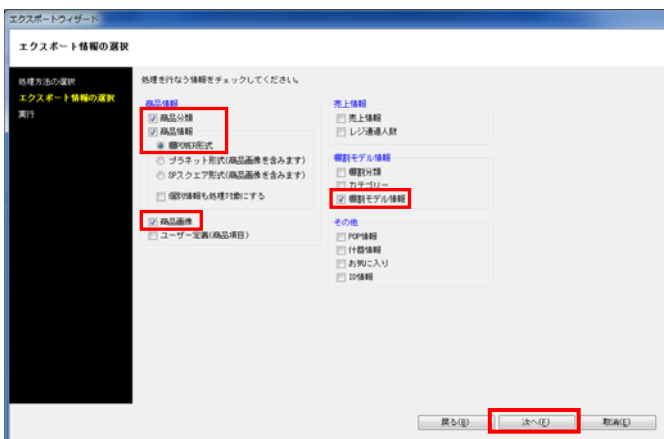 エクスポートウィザード
エクスポート情報の選択
処理方法の選択
エクスポート情報の選択
実行
処理を行なう情報をチェックしてください。
商品情報
商品分類
商品情報
棚POWER形式
プラネット形式(商品画像を含みます)
SPスクエア形式(商品画像を含みます)
個別情報も処理対象にする
商品画像
ユーザー定義(商品項目)
売上情報
売上情報
レジ通過人数
棚割モデル情報
棚割分類
カテゴリー
棚割モデル情報
その他
POP情報
什器情報
お気に入り
ID情報
戻る(B)
次へ(F)
取消(E)